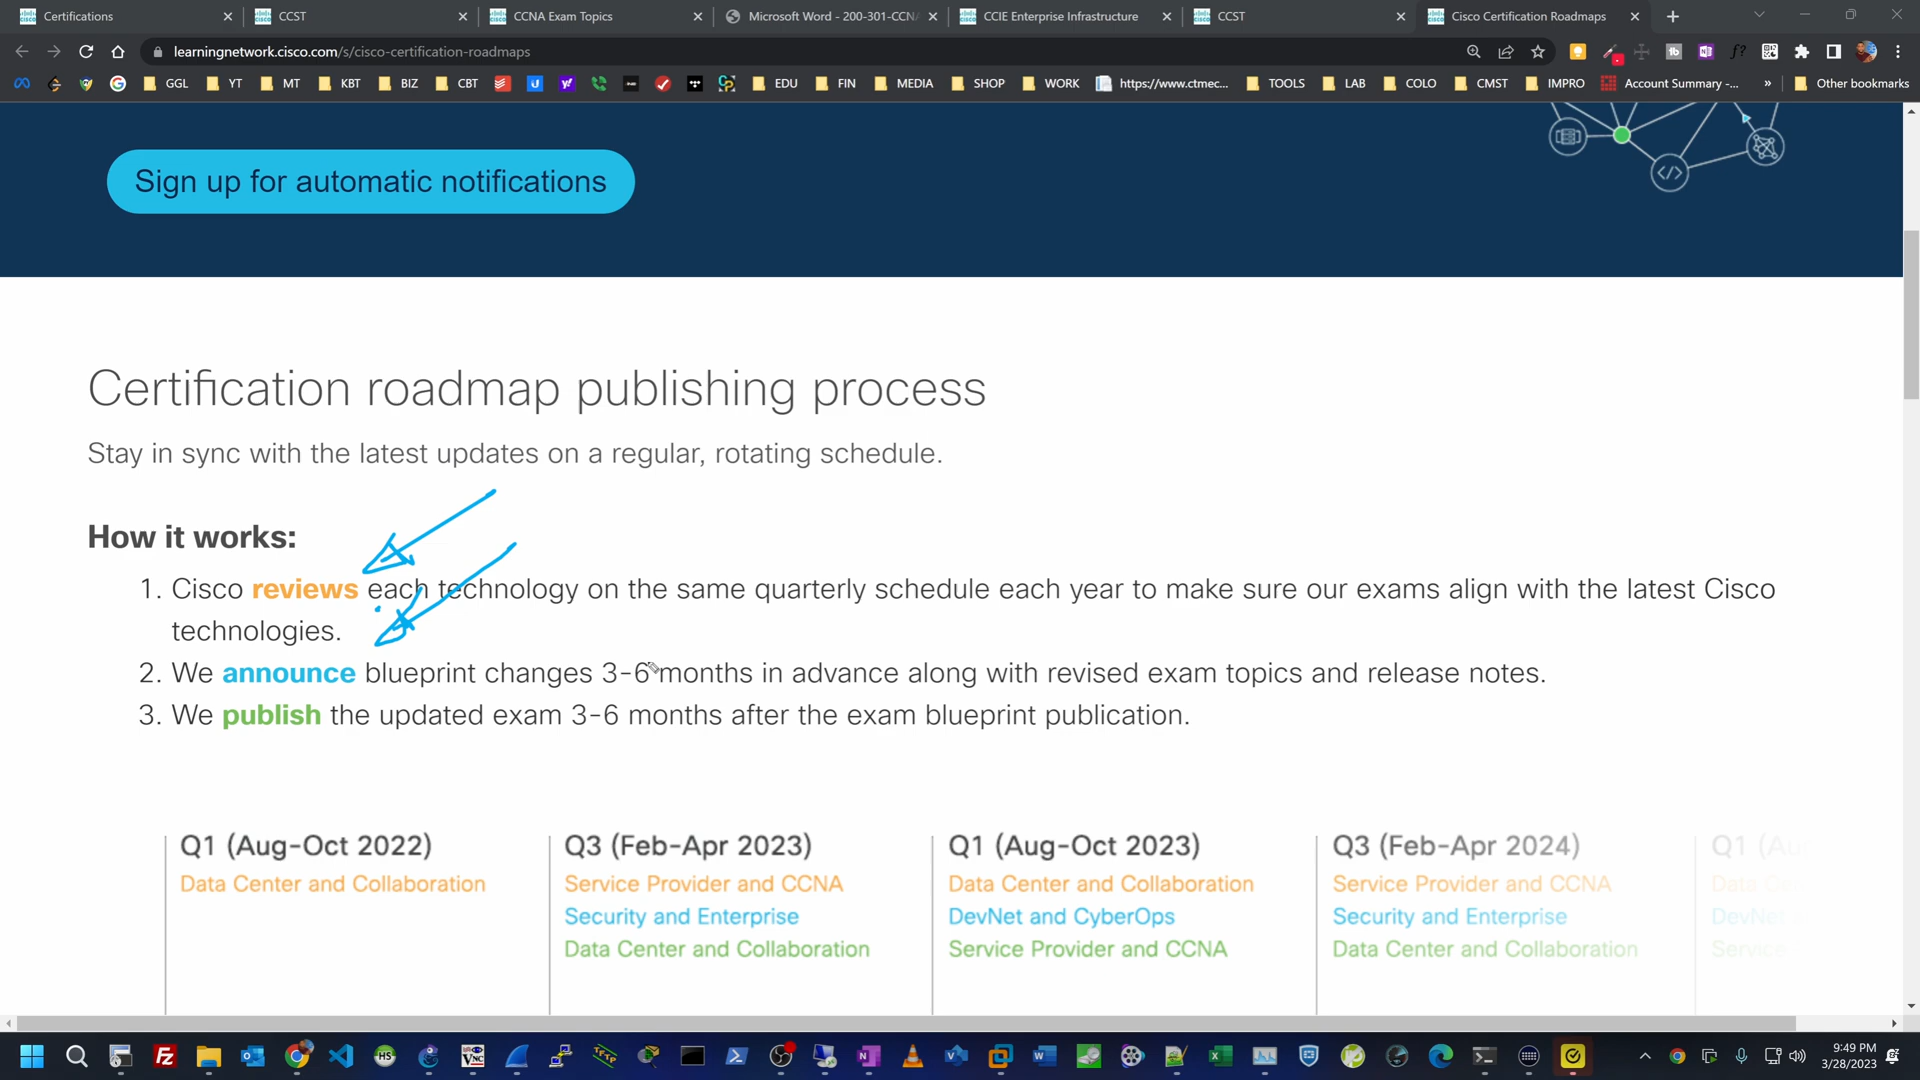 Certifications
CCST
CCNA Exam Topics
Microsoft Word - 200-301-CCNA
CCIE Enterprise Infrastructure
CCST
Cisco Certification Roadmaps
learningnetwork.cisco.com/s/cisco-certification-roadmaps
GGL
YT
MT
KBT
BIZ
CBT
EDU
FIN
MEDIA
SHOP
WORK
https://www.ctmec...
TOOLS
LAB
COLO
CMST
IMPRO
Account Summary -...
»
Other bookmarks
Sign up for automatic notifications
</>
Certification roadmap publishing process
Stay in sync with the latest updates on a regular, rotating schedule.
How it works:
1. Cisco reviews each technology on the same quarterly schedule each year to make sure our exams align with the latest Cisco
technologies.
2. We announce blueprint changes 3-6 months in advance along with revised exam topics and release notes.
3. We publish the updated exam 3-6 months after the exam blueprint publication.
Q1 (Aug-Oct 2022)
Data Center and Collaboration
Q3 (Feb-Apr 2023)
Service Provider and CCNA
Security and Enterprise
Data Center and Collaboration
Q1 (Aug-Oct 2023)
Data Center and Collaboration
DevNet and CyberOps
Service Provider and CCNA
Q3 (Feb-Apr 2024)
Service Provider and CCNA
Security and Enterprise
Data Center and Collaboration
Q1 (Au
Data Ce
DevNet
Service
9:49 PM
3/28/2023